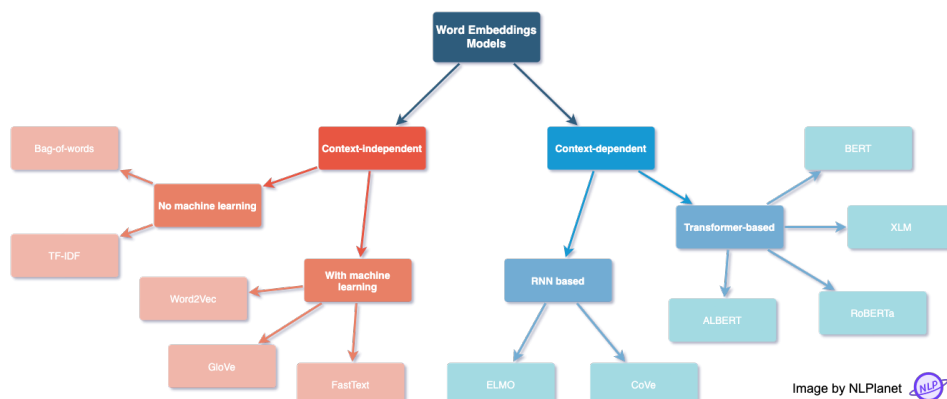 Word Embeddings
Models
Context-independent
Context-dependent
Bag-of-words
BERT
No machine learning
Transformer-based
XLM
TF-IDF
With machine
learning
RNN based
Word2Vec
ALBERT
RoBERTa
GloVe
FastText
ELMO
CoVe
Image by NLPlanet
NLP